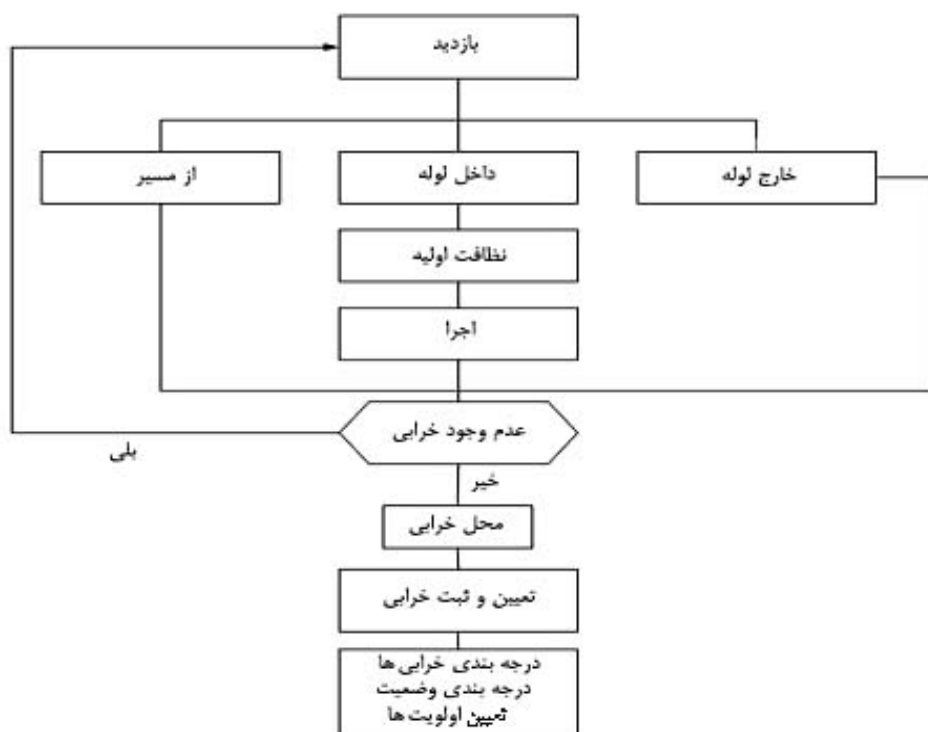 بازدید
خارج لوله
داخل لوله
از مسیر
نظافت اولیه
اجرا
عدم وجود خرابی
بلی
خیر
محل خرابی
تعیین و ثبت خرابی
درجه بندی خرابی‌ها
درجه بندی وضعیت
تعیین اولویت‌ها